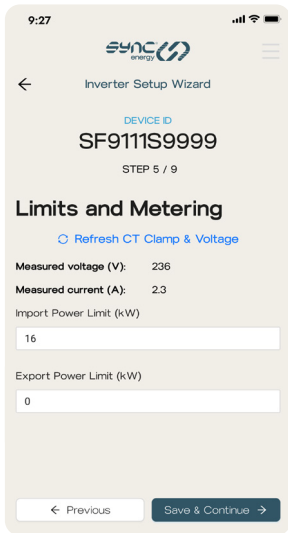 9:27
sync
energy
Inverter Setup Wizard
DEVICE ID
SF9111S9999
STEP 5 / 9
Limits and Metering
Refresh CT Clamp & Voltage
Measured voltage (V): 236
Measured current (A): 2.3
Import Power Limit (kW)
16
Export Power Limit (kW)
0
← Previous
Save & Continue →